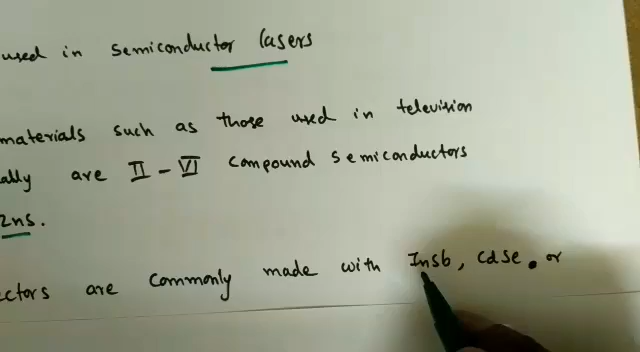 used in semiconductor lasers
materials such as those used in television
ally are II - VI compound semiconductors
Zns.
ectors are commonly made with Insb, Cdse. or